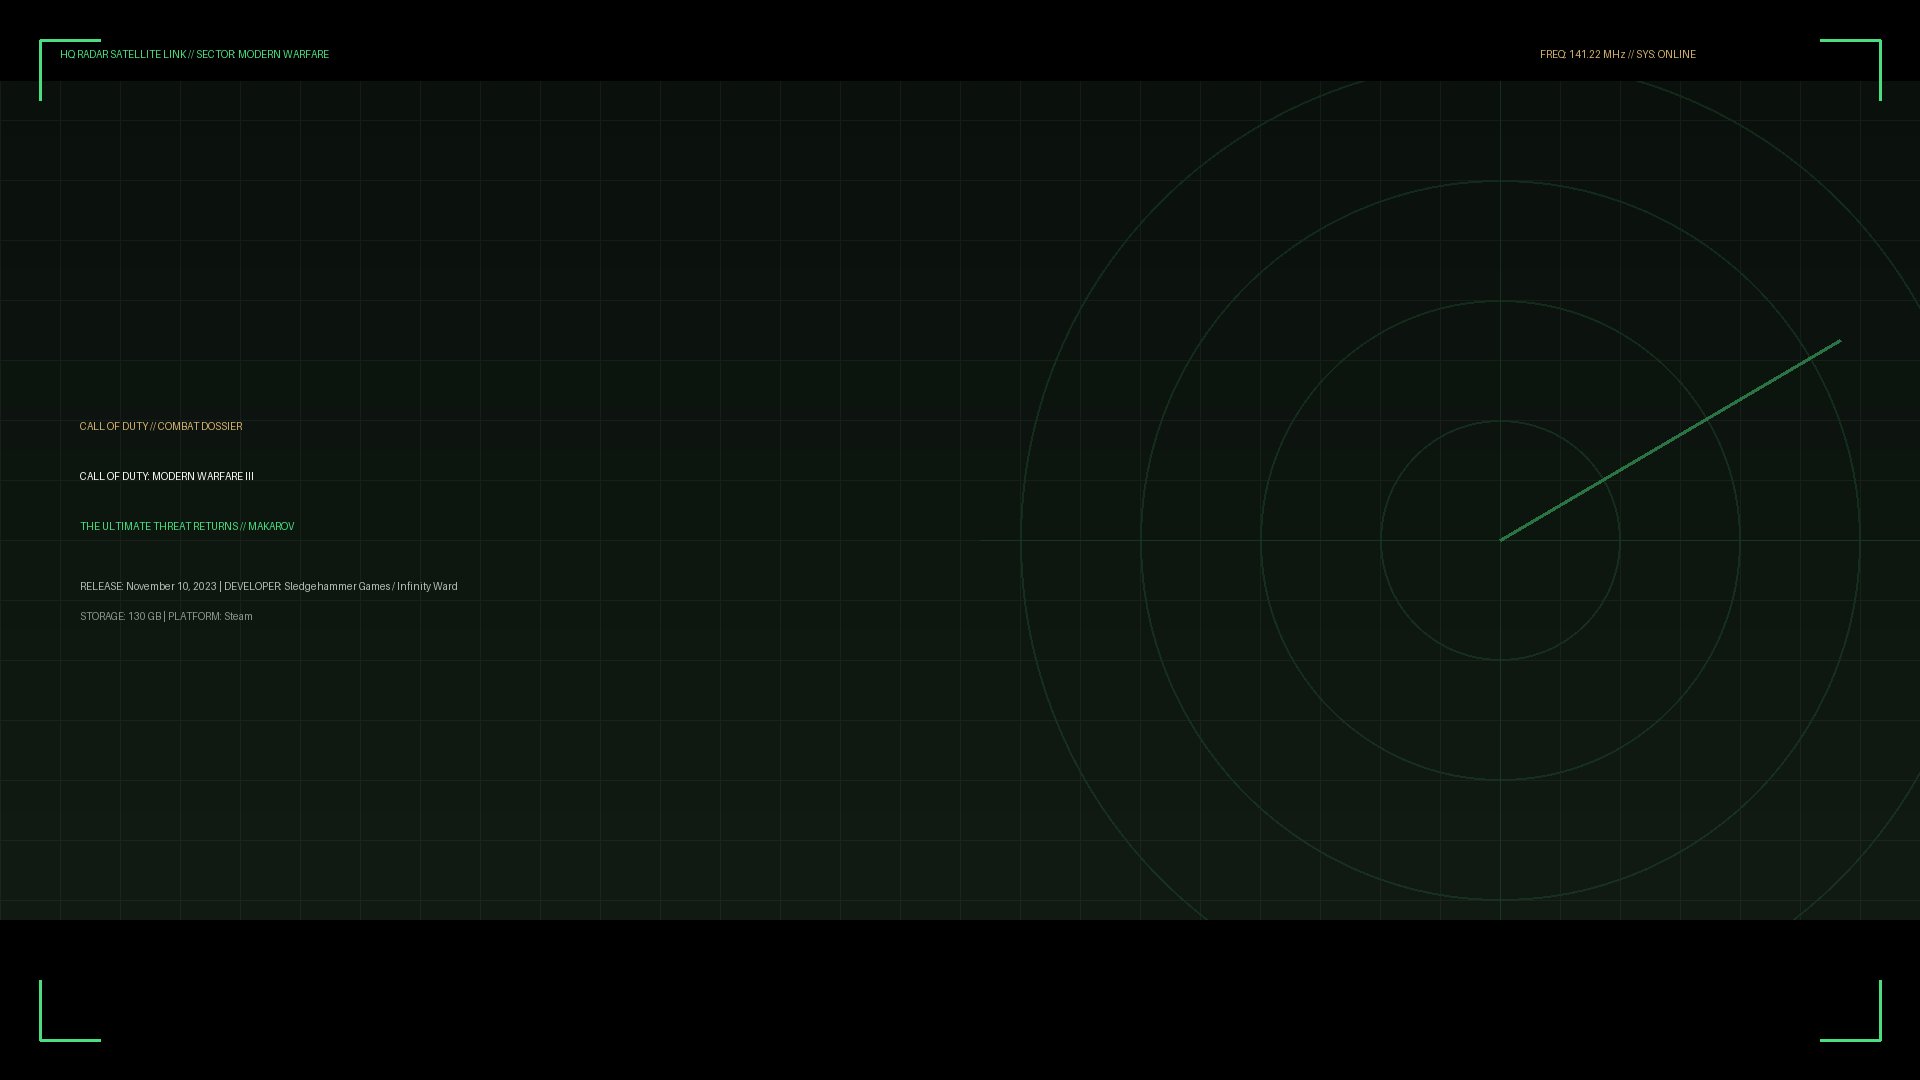 HQ RADAR SATELLITE LINK // SECTOR: MODERN WARFARE
FREQ: 141.22 MHz // SYS: ONLINE
CALL OF DUTY // COMBAT DOSSIER
CALL OF DUTY: MODERN WARFARE III
THE ULTIMATE THREAT RETURNS // MAKAROV
RELEASE: November 10, 2023 | DEVELOPER: Sledgehammer Games / Infinity Ward
STORAGE: 130 GB | PLATFORM: Steam